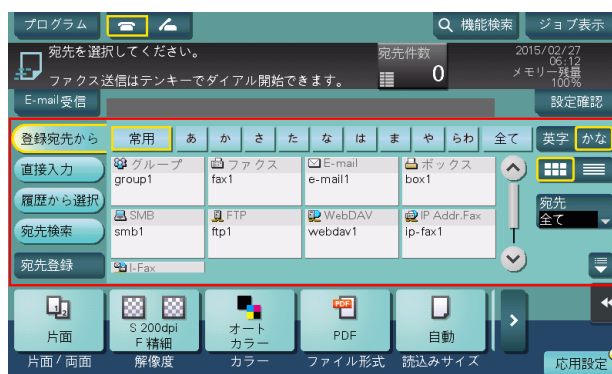 プログラム
機能検索
ジョブ表示
宛先を選択してください。
ファクス送信はテンキーでダイアル開始できます。
宛先件数
0
2015/02/27
06:12
メモリー残量
100%
E-mail受信
設定確認
登録宛先から
常用
あ
か
さ
た
な
は
ま
や
らわ
全て
英字
かな
直接入力
履歴から選択
宛先検索
宛先登録
グループ
group1
ファクス
fax1
E-mail
e-mail1
ボックス
box1
SMB
smb1
FTP
ftp1
WebDAV
webdav1
IP Addr.Fax
ip-fax1
I-Fax
宛先
全て
片面
片面/両面
S 200dpi
F 精細
解像度
オート
カラー
カラー
PDF
PDF
ファイル形式
自動
読込みサイズ
応用設定